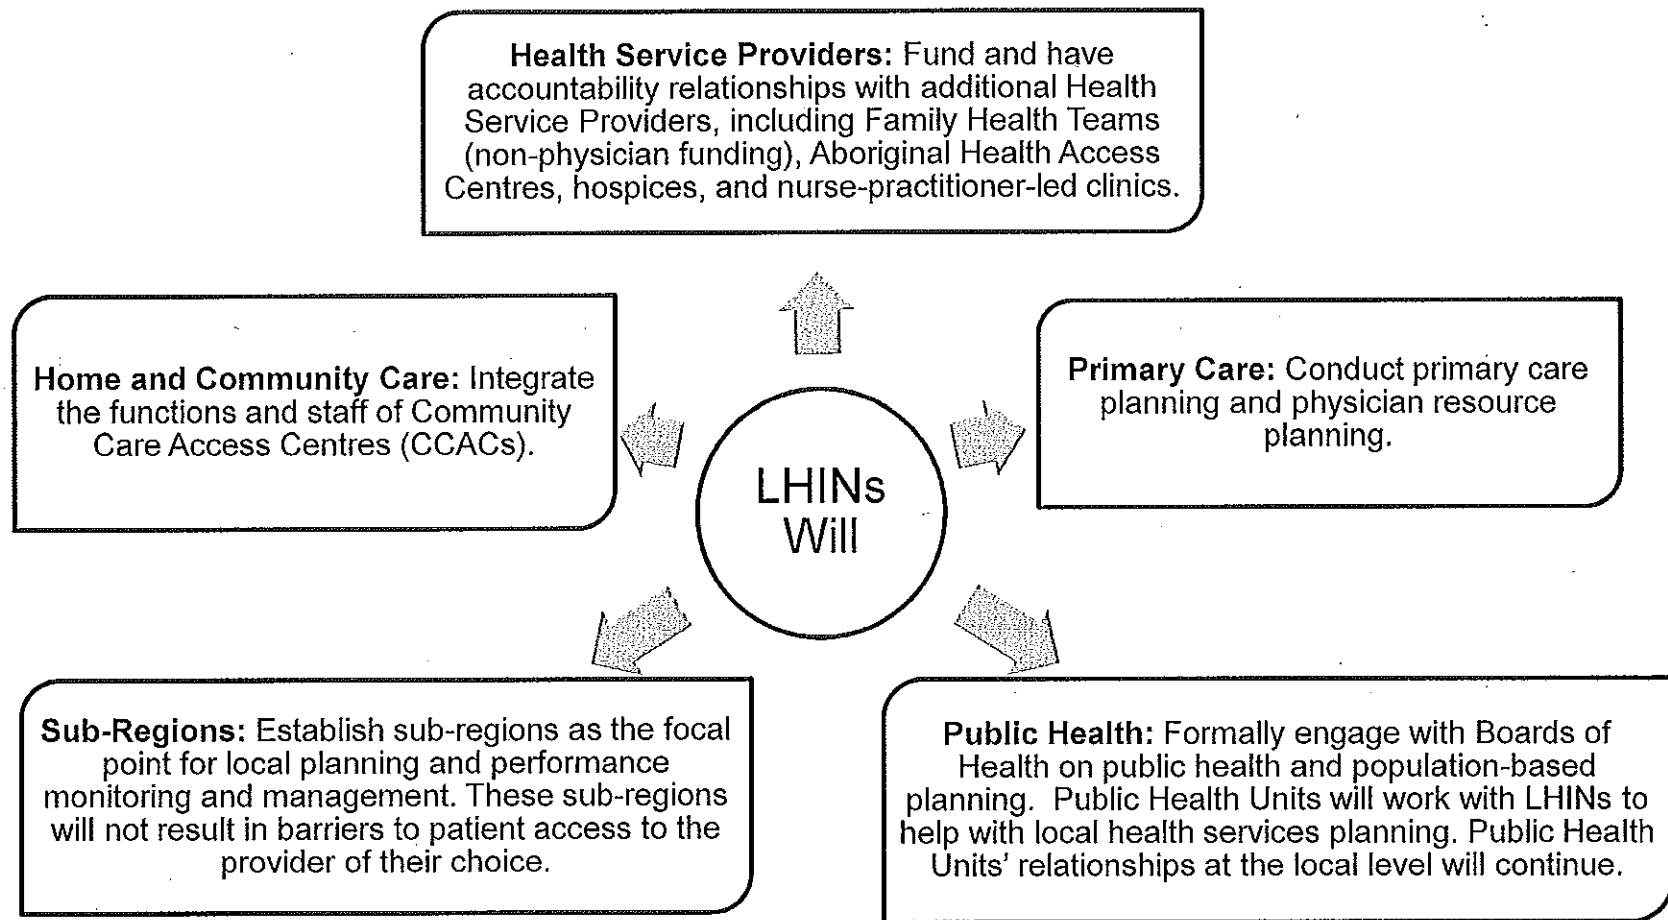 Health Service Providers: Fund and have
accountability relationships with additional Health
Service Providers, including Family Health Teams
(non-physician funding), Aboriginal Health Access
Centres, hospices, and nurse-practitioner-led clinics.
Home and Community Care: Integrate
the functions and staff of Community
Care Access Centres (CCACs).
LHINs
Will
Primary Care: Conduct primary care
planning and physician resource
planning.
Sub-Regions: Establish sub-regions as the focal
point for local planning and performance
monitoring and management. These sub-regions
will not result in barriers to patient access to the
provider of their choice.
Public Health: Formally engage with Boards of
Health on public health and population-based
planning.  Public Health Units will work with LHINs to
help with local health services planning. Public Health
Units' relationships at the local level will continue.